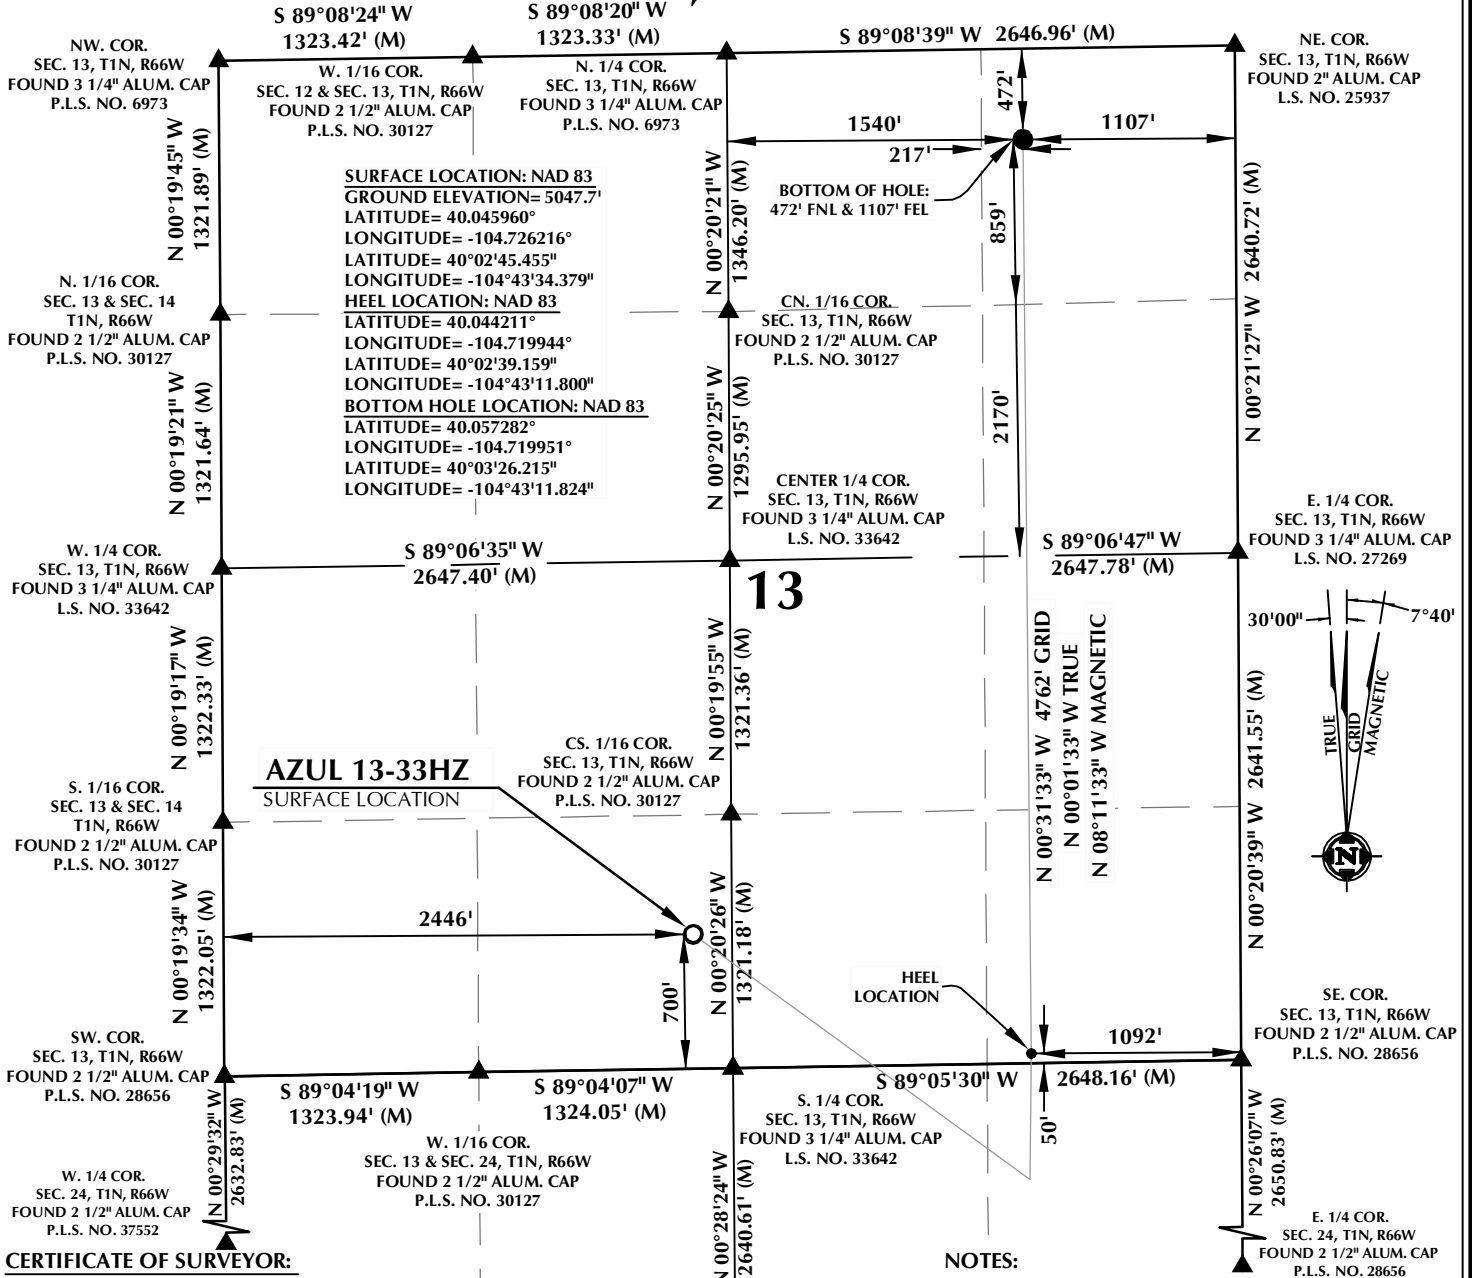 S 89°08'24" W
1323.42' (M)
S 89°08'20" W
1323.33' (M)
S 89°08'39" W 2646.96' (M)
NW. COR.
SEC. 13, T1N, R66W
FOUND 3 1/4" ALUM. CAP
P.L.S. NO. 6973
W. 1/16 COR.
SEC. 12 & SEC. 13, T1N, R66W
FOUND 2 1/2" ALUM. CAP
P.L.S. NO. 30127
N. 1/4 COR.
SEC. 13, T1N, R66W
FOUND 3 1/4" ALUM. CAP
P.L.S. NO. 6973
NE. COR.
SEC. 13, T1N, R66W
FOUND 2" ALUM. CAP
L.S. NO. 25937
472'
1540'
1107'
217'
BOTTOM OF HOLE:
472' FNL & 1107' FEL
859'
N 00°19'45" W
1321.89' (M)
SURFACE LOCATION: NAD 83
GROUND ELEVATION= 5047.7'
LATITUDE= 40.045960°
LONGITUDE= -104.726216°
LATITUDE= 40°02'45.455"
LONGITUDE= -104°43'34.379"
HEEL LOCATION: NAD 83
LATITUDE= 40.044211°
LONGITUDE= -104.719944°
LATITUDE= 40°02'39.159"
LONGITUDE= -104°43'11.800"
BOTTOM HOLE LOCATION: NAD 83
LATITUDE= 40.057282°
LONGITUDE= -104.719951°
LATITUDE= 40°03'26.215"
LONGITUDE= -104°43'11.824"
N 00°20'21" W
1346.20' (M)
N 00°21'27" W 2640.72' (M)
N. 1/16 COR.
SEC. 13 & SEC. 14
T1N, R66W
FOUND 2 1/2" ALUM. CAP
P.L.S. NO. 30127
CN. 1/16 COR.
SEC. 13, T1N, R66W
FOUND 2 1/2" ALUM. CAP
P.L.S. NO. 30127
N 00°19'21" W
1321.64' (M)
N 00°20'25" W
1295.95' (M)
2170'
CENTER 1/4 COR.
SEC. 13, T1N, R66W
FOUND 3 1/4" ALUM. CAP
L.S. NO. 33642
E. 1/4 COR.
SEC. 13, T1N, R66W
FOUND 3 1/4" ALUM. CAP
L.S. NO. 27269
W. 1/4 COR.
SEC. 13, T1N, R66W
FOUND 3 1/4" ALUM. CAP
L.S. NO. 33642
S 89°06'35" W
2647.40' (M)
S 89°06'47" W
2647.78' (M)
13
30'00"
7°40'
TRUE
GRID
MAGNETIC
N
N 00°19'17" W
1322.33' (M)
N 00°19'55" W
1321.36' (M)
N 00°31'33" W 4762' GRID
N 00°01'33" W TRUE
N 08°11'33" W MAGNETIC
N 00°20'39" W 2641.55' (M)
AZUL 13-33HZ
SURFACE LOCATION
CS. 1/16 COR.
SEC. 13, T1N, R66W
FOUND 2 1/2" ALUM. CAP
P.L.S. NO. 30127
S. 1/16 COR.
SEC. 13 & SEC. 14
T1N, R66W
FOUND 2 1/2" ALUM. CAP
P.L.S. NO. 30127
N 00°19'34" W
1322.05' (M)
2446'
700'
N 00°20'26" W
1321.18' (M)
HEEL
LOCATION
1092'
50'
SE. COR.
SEC. 13, T1N, R66W
FOUND 2 1/2" ALUM. CAP
P.L.S. NO. 28656
SW. COR.
SEC. 13, T1N, R66W
FOUND 2 1/2" ALUM. CAP
P.L.S. NO. 28656
S 89°04'19" W
1323.94' (M)
S 89°04'07" W
1324.05' (M)
S 89°05'30" W
2648.16' (M)
S. 1/4 COR.
SEC. 13, T1N, R66W
FOUND 3 1/4" ALUM. CAP
L.S. NO. 33642
W. 1/16 COR.
SEC. 13 & SEC. 24, T1N, R66W
FOUND 2 1/2" ALUM. CAP
P.L.S. NO. 30127
N 00°29'32" W
2632.83' (M)
N 00°28'24" W
2640.61' (M)
N 00°26'07" W
2650.83' (M)
W. 1/4 COR.
SEC. 24, T1N, R66W
FOUND 2 1/2" ALUM. CAP
P.L.S. NO. 37552
E. 1/4 COR.
SEC. 24, T1N, R66W
FOUND 2 1/2" ALUM. CAP
P.L.S. NO. 28656
CERTIFICATE OF SURVEYOR:
NOTES: